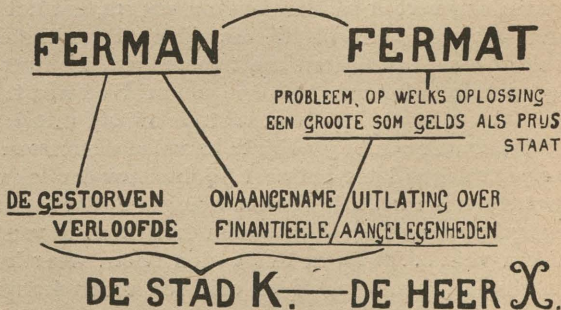 FERMAN FERMAT
PROBLEEM, OP WELKS OPLOSSING
EEN GROOTE SOM GELDS ALS PRIJS
STAAT
DE GESTORVEN ONAANGENAME UITLATING OVER
VERLOOFDE FINANTIEELE AANGELEGENHEDEN
DE STAD K. — DE HEER X.